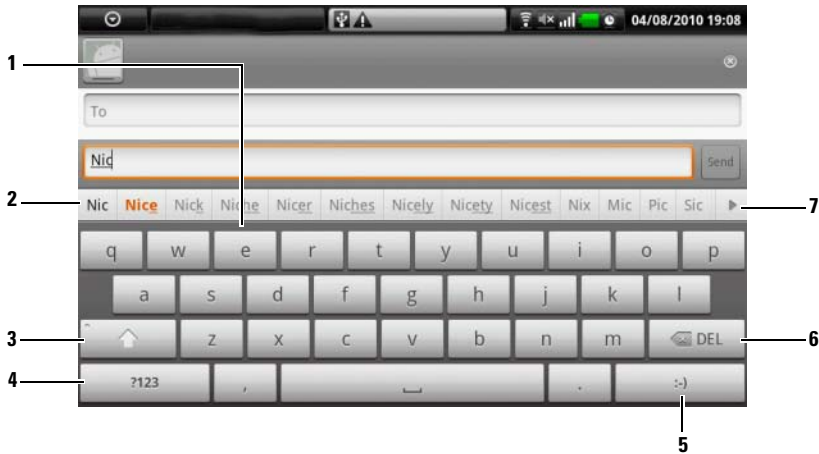 04/08/2010 19:08
1
To
Nic
Send
2
Nic Nice Nick Niche Nicer Niches Nicely Nicety Nicest Nix Mic Pic Sic
7
q w e r t y u i o p
a s d f g h j k l
3
z x c v b n m DEL
6
4
?123 , . :-)
5